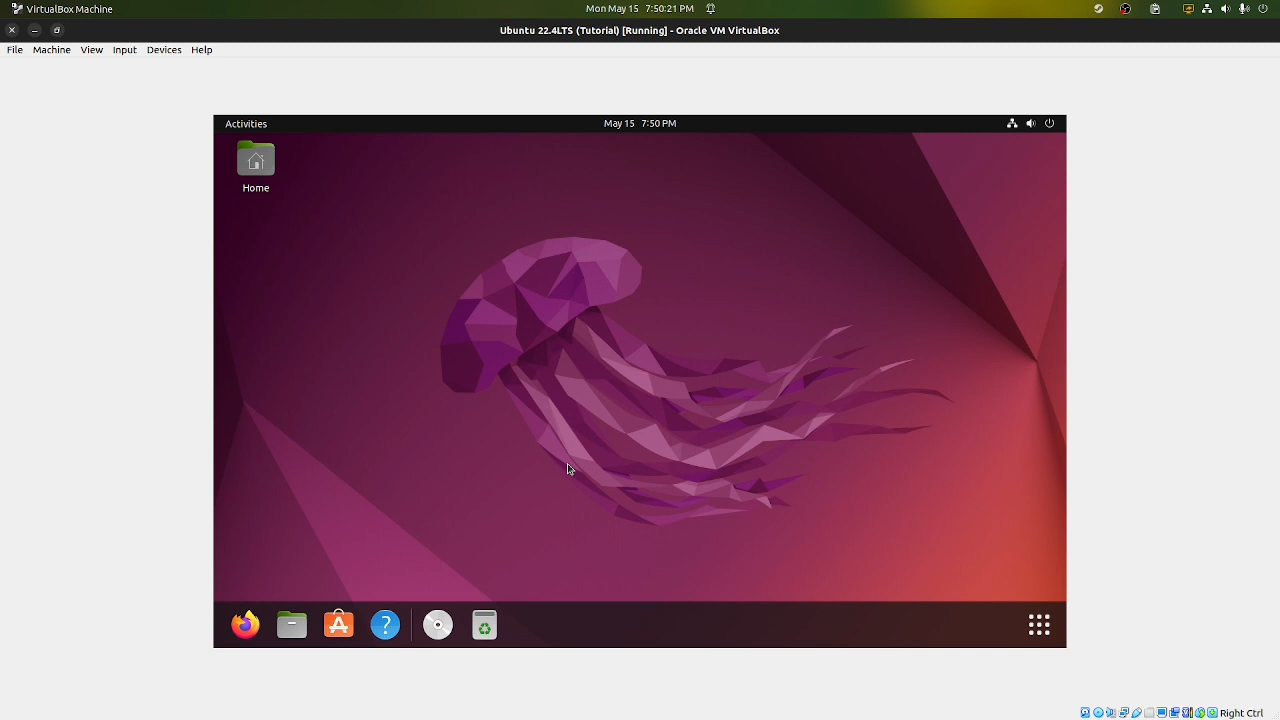 VirtualBox Machine
Mon May 15 7:50:21 PM
Ubuntu 22.4LTS (Tutorial) [Running] - Oracle VM VirtualBox
File Machine View Input Devices Help
Activities
May 15 7:50 PM
Home
Right Ctrl